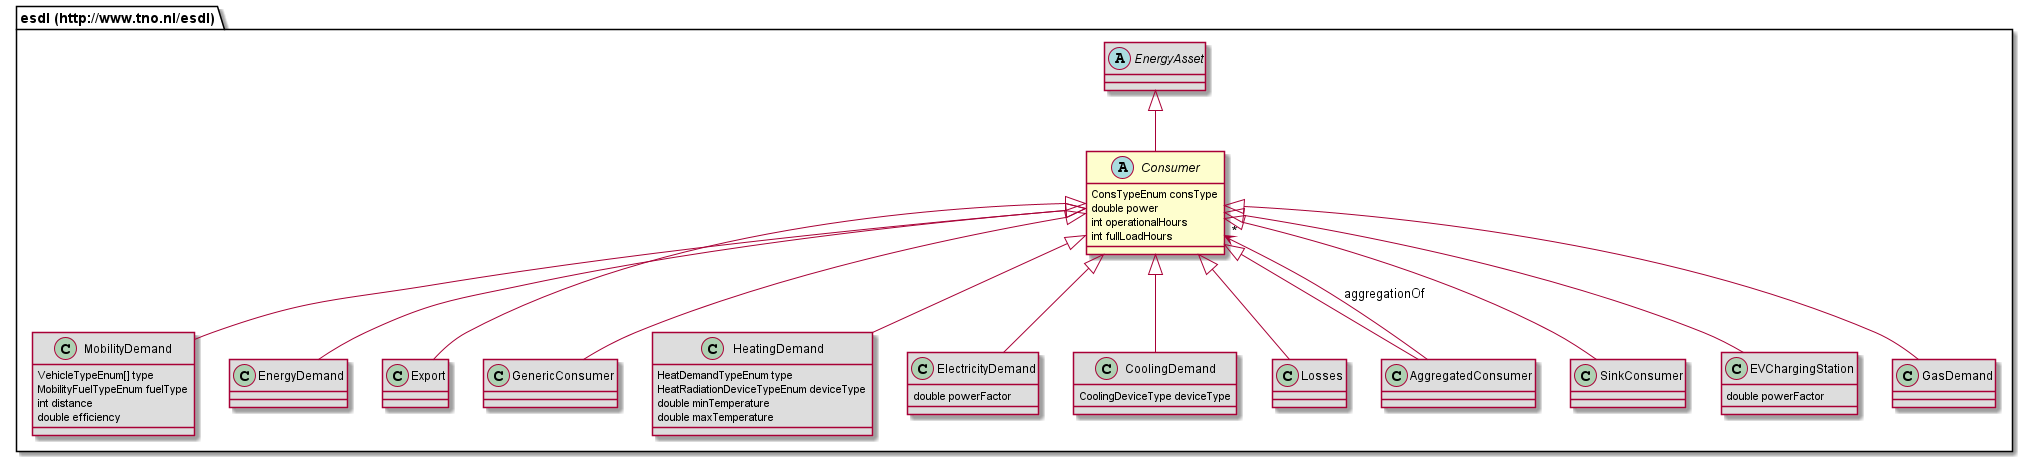 esdl (http://www.tno.nl/esdl)
A EnergyAsset
A Consumer
ConsTypeEnum consType
double power
int operationalHours
int fullLoadHours
*
aggregationOf
C MobilityDemand
VehicleTypeEnum[] type
MobilityFuelTypeEnum fuelType
int distance
double efficiency
C EnergyDemand
C Export
C GenericConsumer
C HeatingDemand
HeatDemandTypeEnum type
HeatRadiationDeviceTypeEnum deviceType
double minTemperature
double maxTemperature
C ElectricityDemand
double powerFactor
C CoolingDemand
CoolingDeviceType deviceType
C Losses
C AggregatedConsumer
C SinkConsumer
C EVChargingStation
double powerFactor
C GasDemand